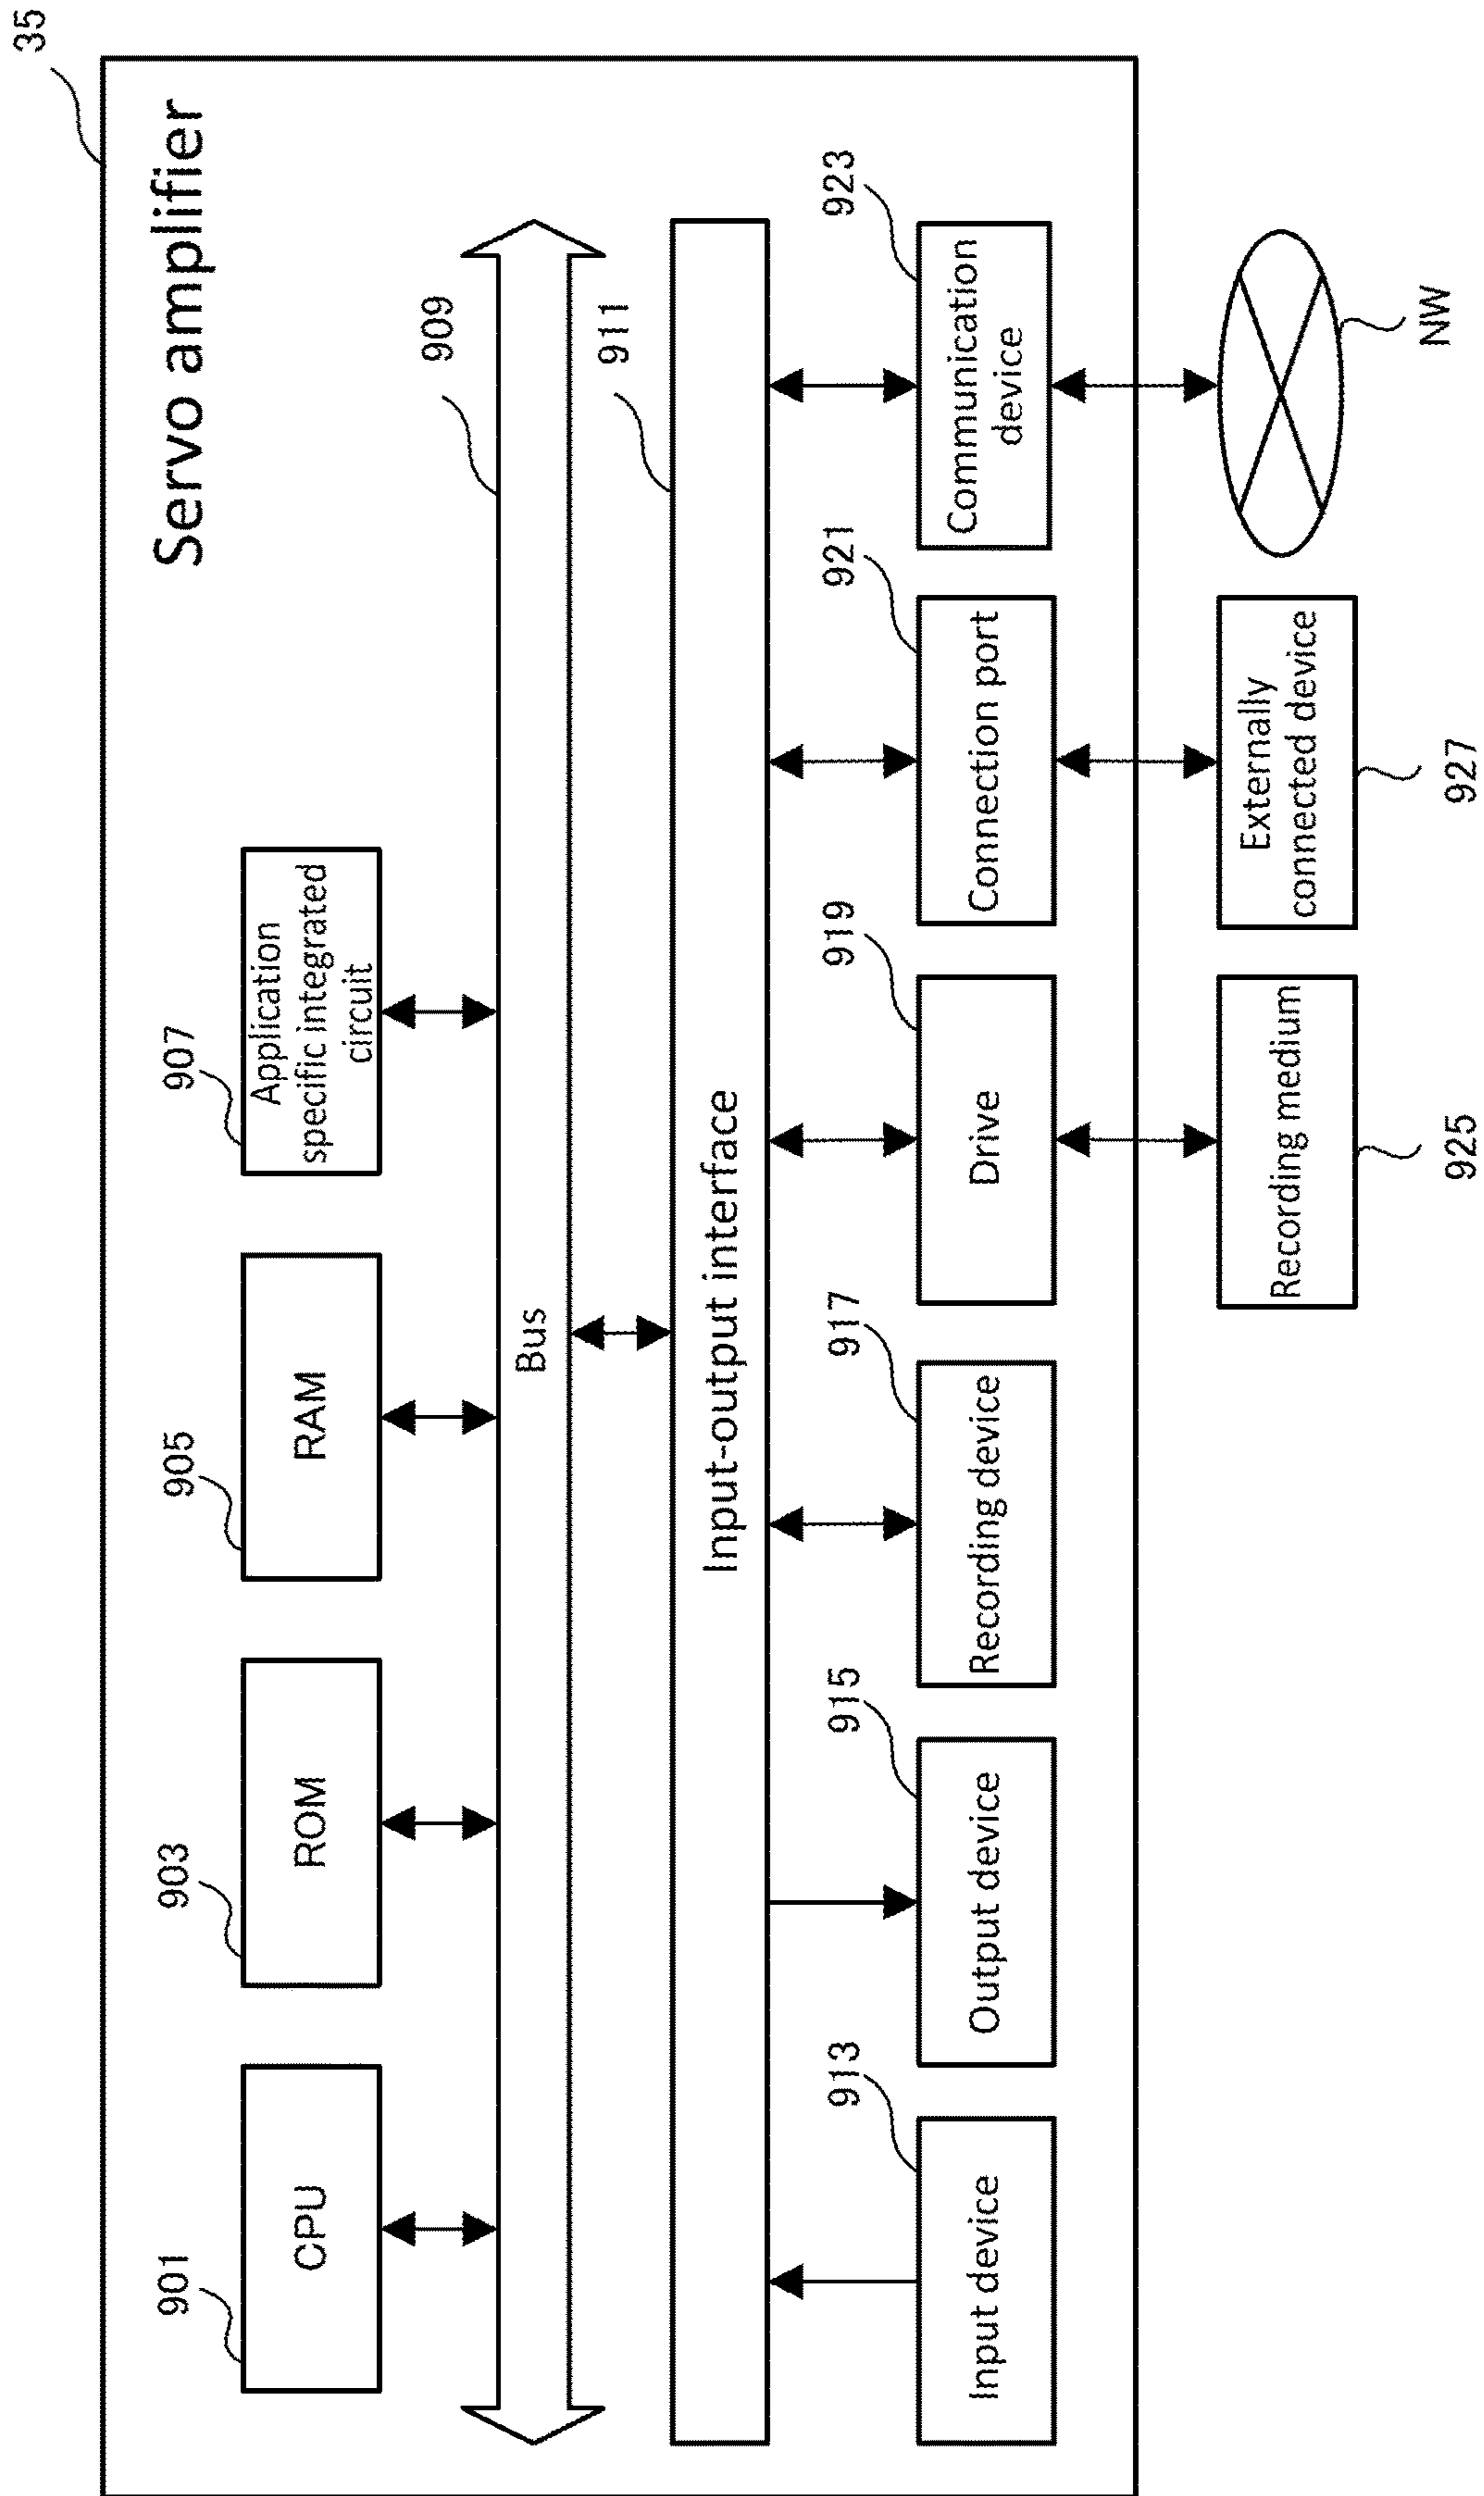 35
Servo amplifier
901
903
905
907
CPU
ROM
RAM
Application
specific integrated
circuit
909
Bus
911
Input-output interface
913
915
917
919
921
923
Input device
Output device
Recording device
Drive
Connection port
Communication
device
Recording medium
Externally
connected device
925
927
NW